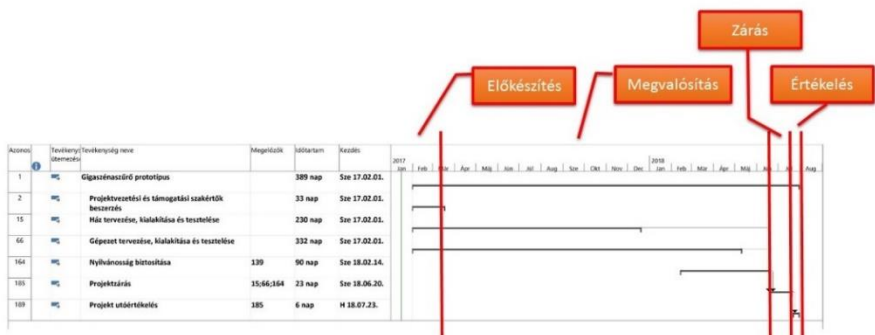 Zárás
Előkészítés
Megvalósítás
Értékelés
Azonos
Tevékeny: ütemezés
Tevékenység neve
Megelőzők
Időtartam
Kezdés
2017
2018
Jan Feb Már Ápr Máj Jún Júl Aug Sze Okt Nov Dec Jan Feb Már Ápr Máj Aug
1 Gigaszénaszűrő prototípus 389 nap Sze 17.02.01.
2 Projektvezetési és támogatási szakértők
beszerzés 33 nap Sze 17.02.01.
15 Ház tervezése, kialakítása és tesztelése 230 nap Sze 17.02.01.
66 Gépezet tervezése, kialakítása és tesztelése 332 nap Sze 17.02.01.
164 Nyilvánosság biztosítása 139 90 nap Sze 18.02.14.
185 Projektzárás 15;66;164 23 nap Sze 18.06.20.
189 Projekt utóértékelés 185 6 nap H 18.07.23.